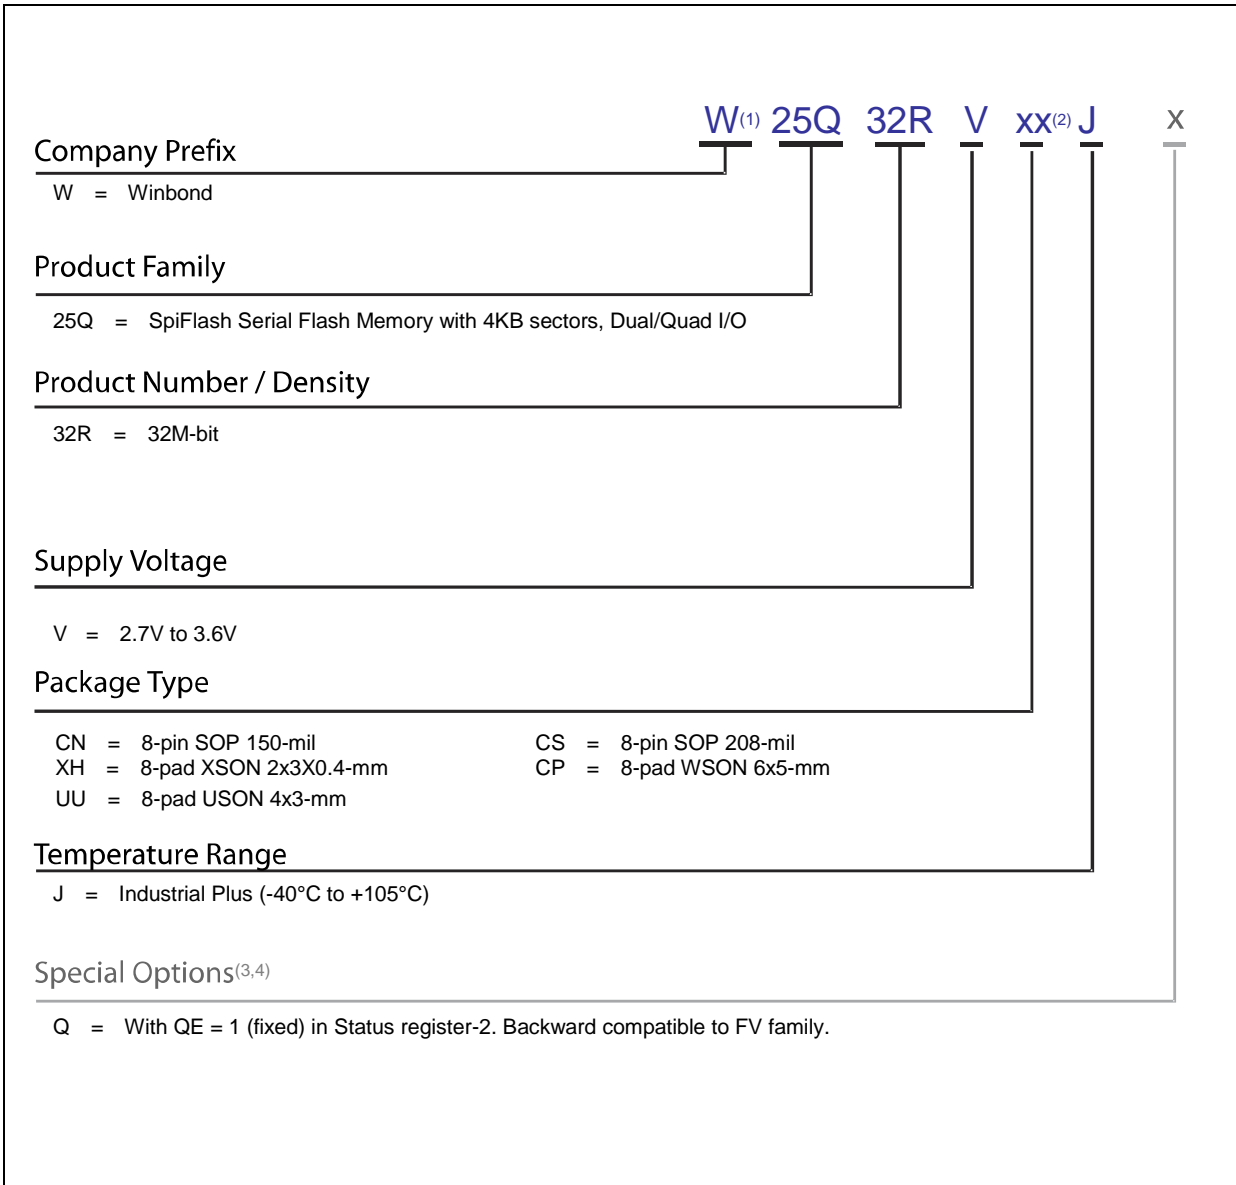 W(1) 25Q 32R V xx(2) J x
Company Prefix
W = Winbond
Product Family
25Q = SpiFlash Serial Flash Memory with 4KB sectors, Dual/Quad I/O
Product Number / Density
32R = 32M-bit
Supply Voltage
V = 2.7V to 3.6V
Package Type
CN = 8-pin SOP 150-mil CS = 8-pin SOP 208-mil
XH = 8-pad XSON 2x3X0.4-mm CP = 8-pad WSON 6x5-mm
UU = 8-pad USON 4x3-mm
Temperature Range
J = Industrial Plus (-40°C to +105°C)
Special Options(3,4)
Q = With QE = 1 (fixed) in Status register-2. Backward compatible to FV family.